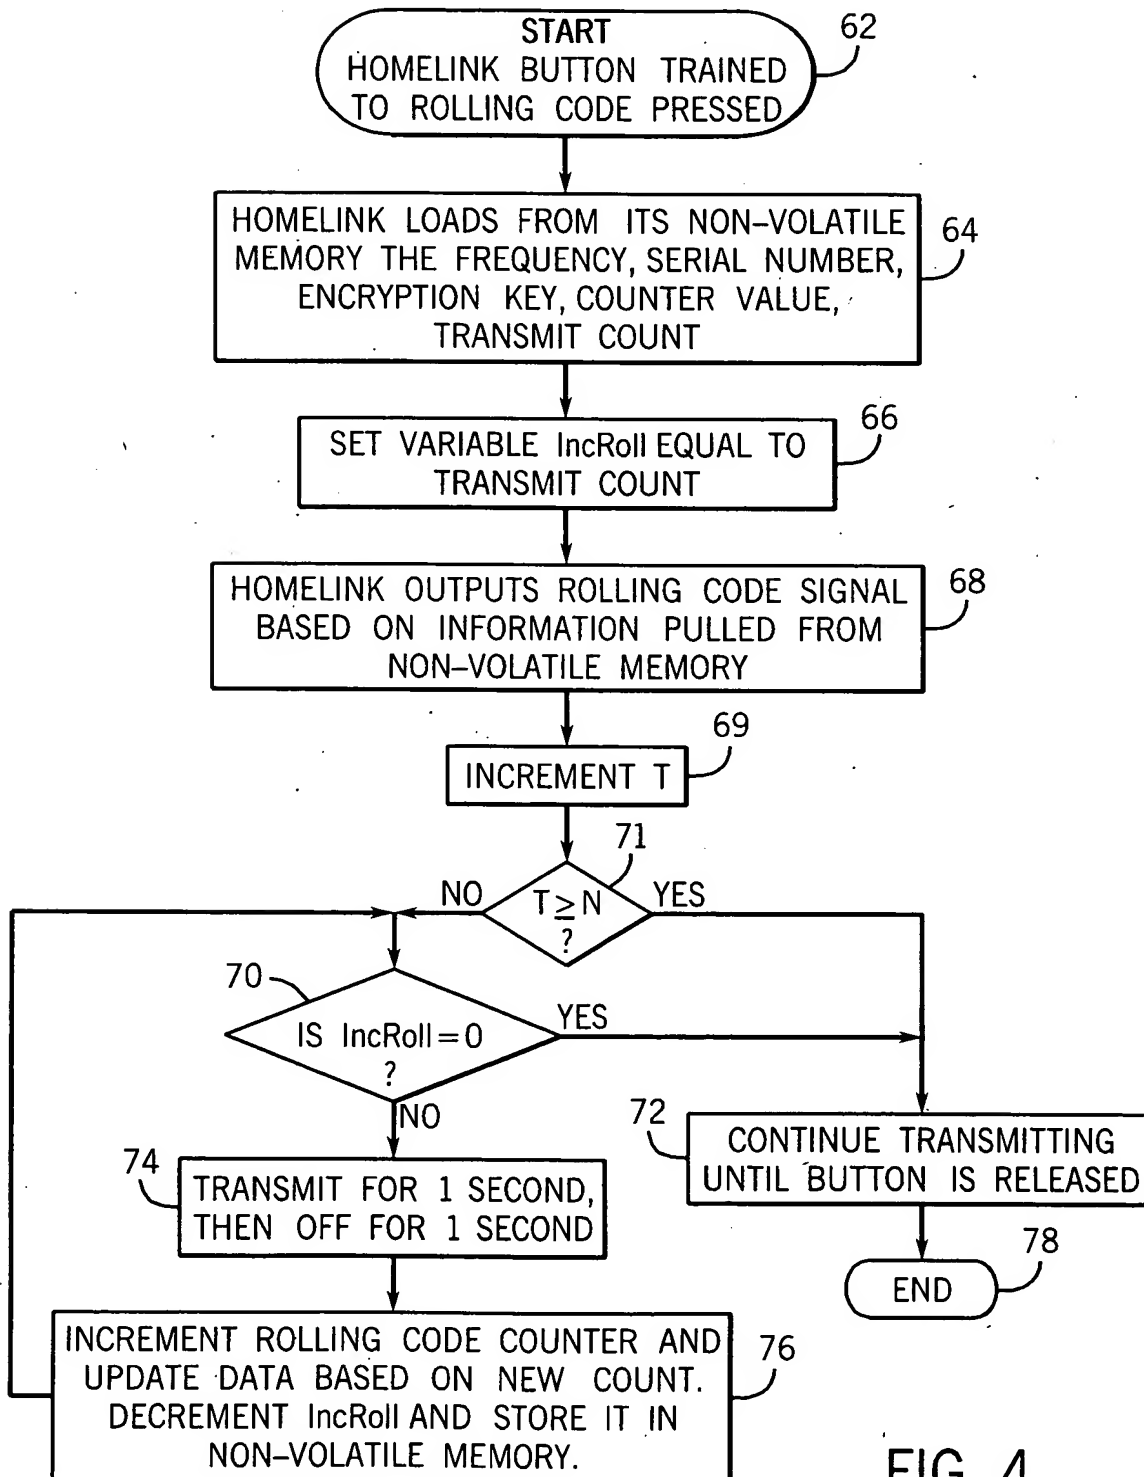 START
HOMELINK BUTTON TRAINED
TO ROLLING CODE PRESSED
62
HOMELINK LOADS FROM ITS NON-VOLATILE
MEMORY THE FREQUENCY, SERIAL NUMBER,
ENCRYPTION KEY, COUNTER VALUE,
TRANSMIT COUNT
64
SET VARIABLE IncRoll EQUAL TO
TRANSMIT COUNT
66
HOMELINK OUTPUTS ROLLING CODE SIGNAL
BASED ON INFORMATION PULLED FROM
NON-VOLATILE MEMORY
68
INCREMENT T
69
71
NO
T ≥ N
?
YES
70
IS IncRoll = 0
?
YES
NO
74
TRANSMIT FOR 1 SECOND,
THEN OFF FOR 1 SECOND
72
CONTINUE TRANSMITTING
UNTIL BUTTON IS RELEASED
END
78
INCREMENT ROLLING CODE COUNTER AND
UPDATE DATA BASED ON NEW COUNT.
DECREMENT IncRoll AND STORE IT IN
NON-VOLATILE MEMORY.
76
FIG. 4